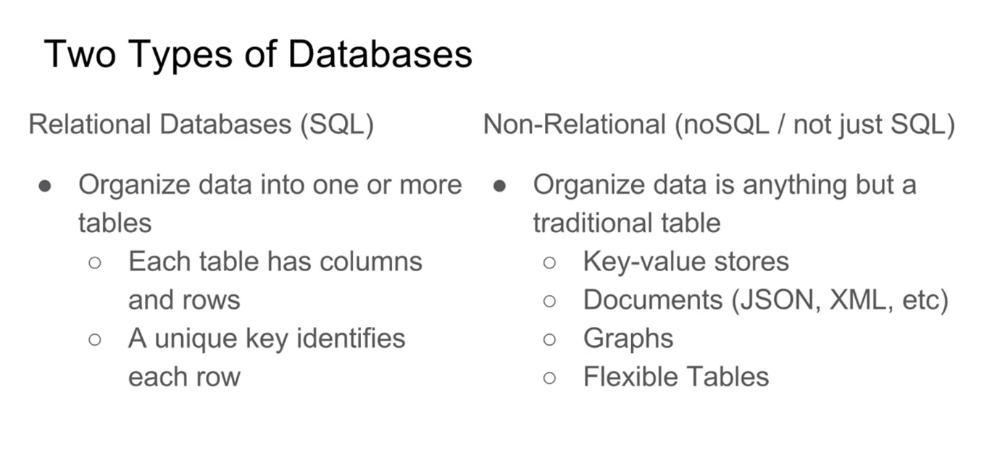 Two Types of Databases
Relational Databases (SQL)
● Organize data into one or more
tables
○ Each table has columns
and rows
○ A unique key identifies
each row
Non-Relational (noSQL / not just SQL)
● Organize data is anything but a
traditional table
○ Key-value stores
○ Documents (JSON, XML, etc)
○ Graphs
○ Flexible Tables